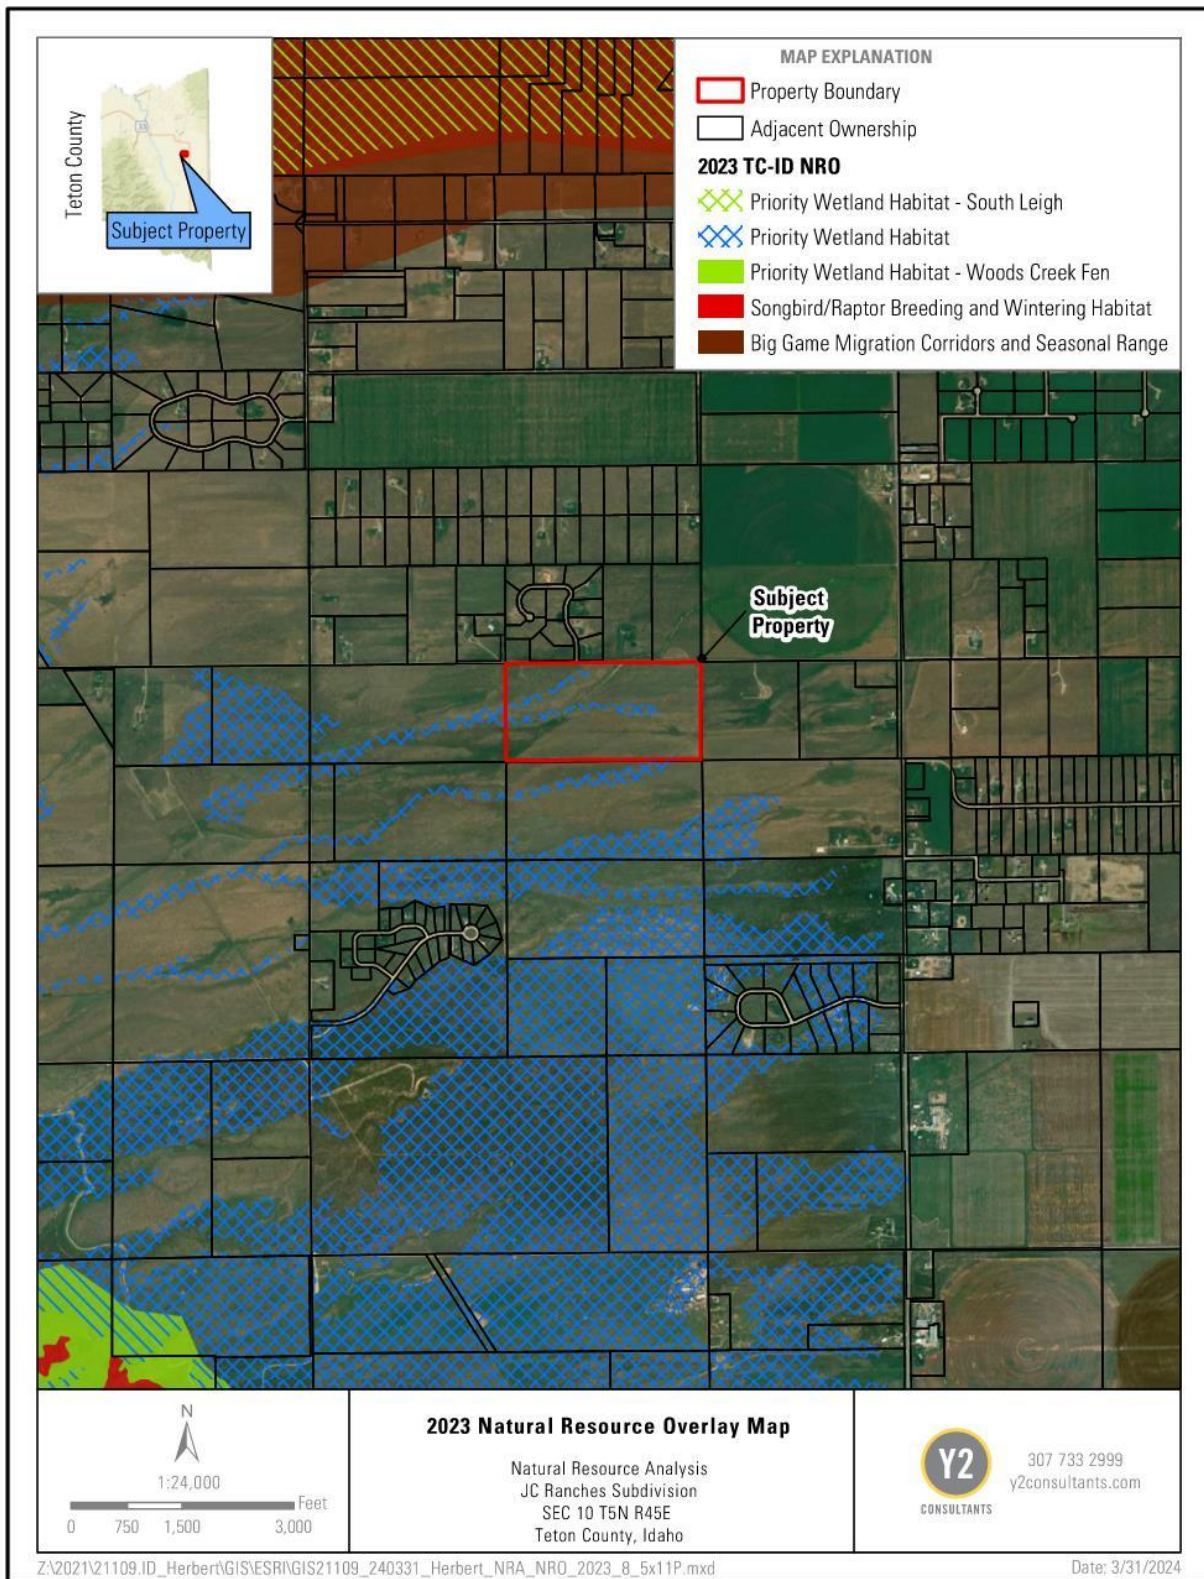 Teton County
33
Subject Property
MAP EXPLANATION
Property Boundary
Adjacent Ownership
2023 TC-ID NRO
Priority Wetland Habitat - South Leigh
Priority Wetland Habitat
Priority Wetland Habitat - Woods Creek Fen
Songbird/Raptor Breeding and Wintering Habitat
Big Game Migration Corridors and Seasonal Range
Subject
Property
N
1:24,000
Feet
0 750 1,500 3,000
2023 Natural Resource Overlay Map
Natural Resource Analysis
JC Ranches Subdivision
SEC 10 T5N R45E
Teton County, Idaho
Y2
CONSULTANTS
307 733 2999
y2consultants.com
Z:\2021\21109.ID_Herbert\GIS\ESRI\GIS21109_240331_Herbert_NRA_NRO_2023_8_5x11P.mxd
Date: 3/31/2024